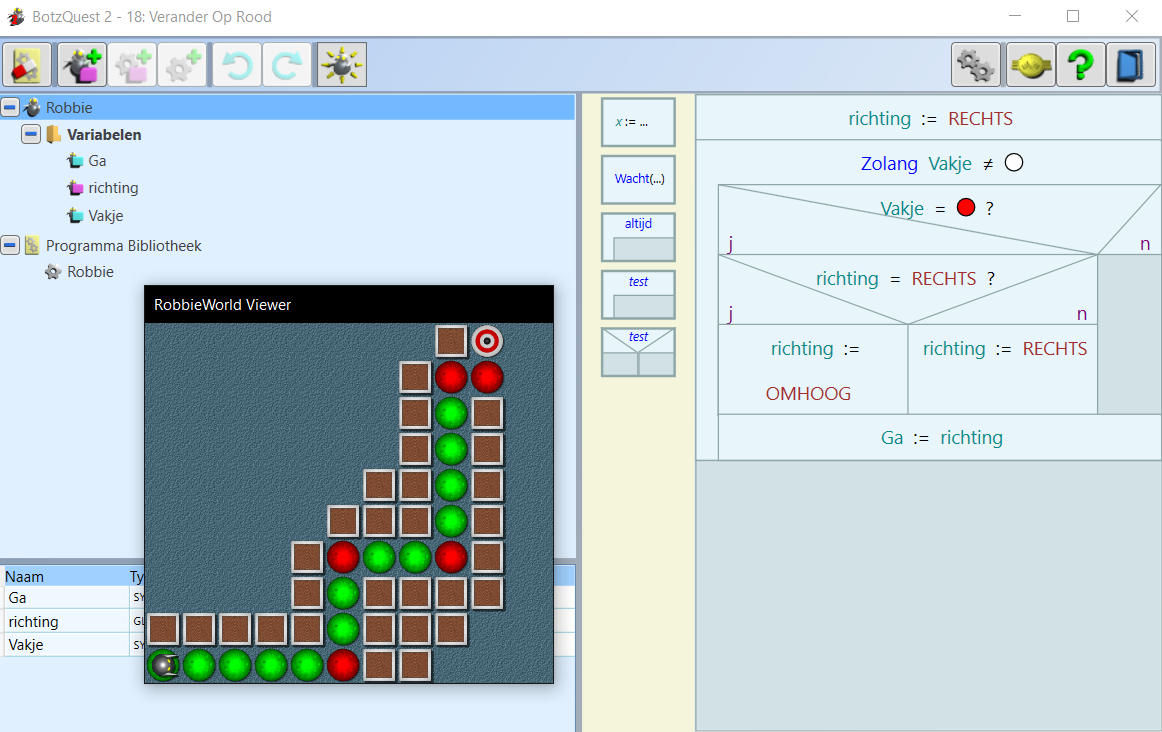 BotzQuest 2 - 18: Verander Op Rood
Robbie
Variabelen
Ga
richting
Vakje
Programma Bibliotheek
Robbie
RobbieWorld Viewer
Naam Ty
Ga SY
richting GL
Vakje SY
x := ...
Wacht(...)
altijd
test
test
richting := RECHTS
Zolang Vakje ≠
Vakje = ?
j n
richting = RECHTS ?
j n
richting :=
OMHOOG
richting := RECHTS
Ga := richting